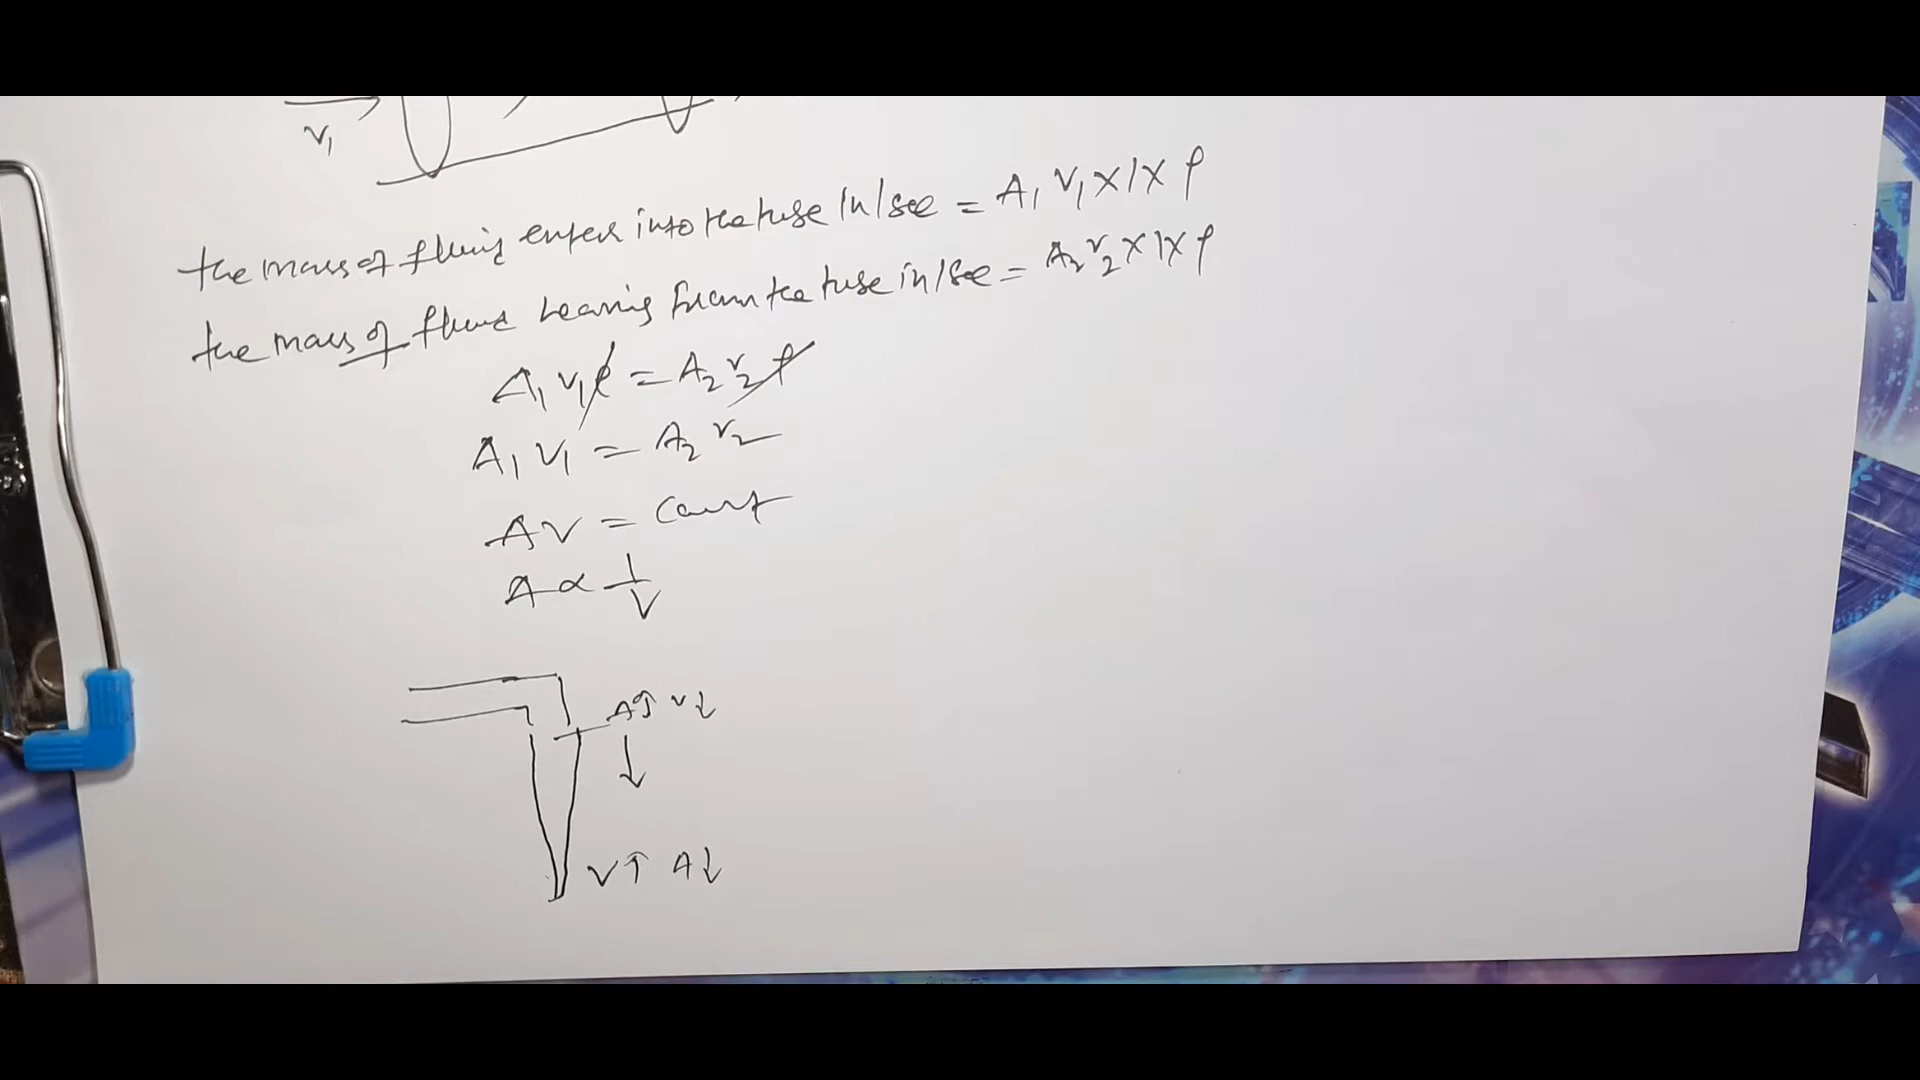 V₁
the mass of fluid enter into the tube in 1 sec = A₁ V₁ × 1 × ρ
the mass of fluid Leaving from the tube in 1 sec = A₂ V₂ × 1 × ρ
A₁ V₁ ρ = A₂ V₂ ρ
A₁ V₁ = A₂ V₂
AV = Const
A ∝ 1/V
A↑ V↓
↓
V↑ A↓